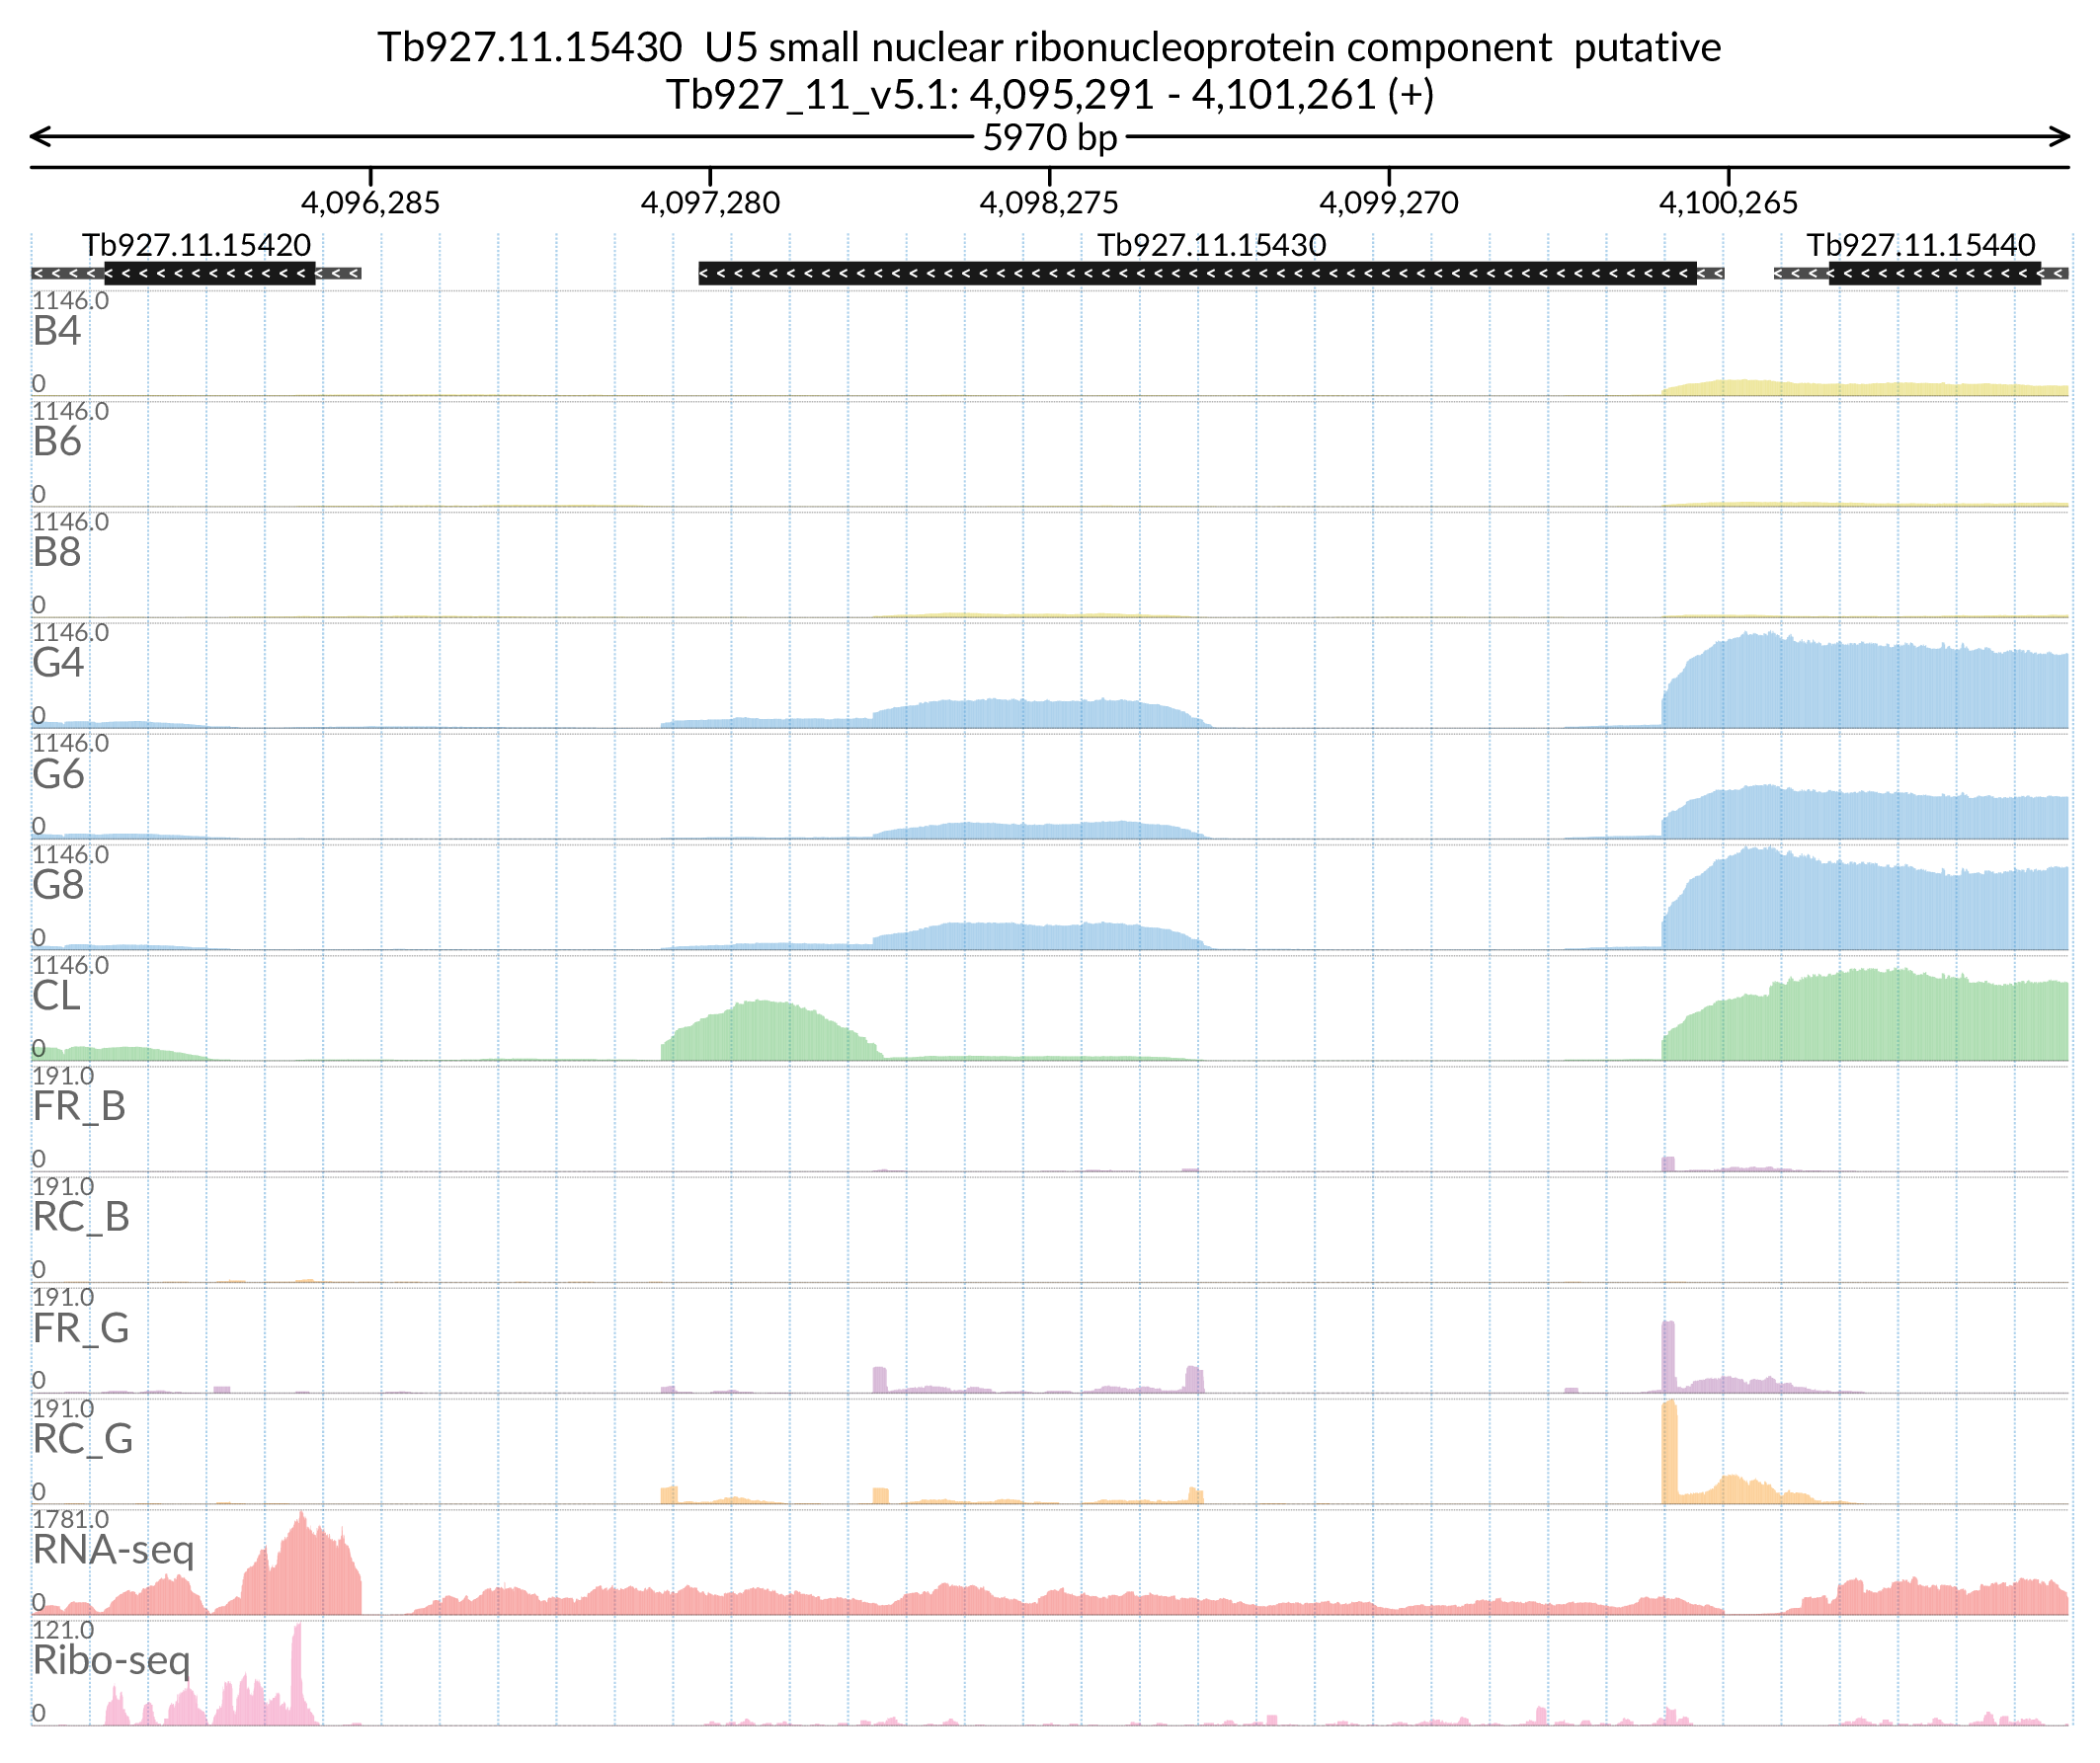 Tb927.11.15430  U5 small nuclear ribonucleoprotein component  putative
Tb927_11_v5.1: 4,095,291 - 4,101,261 (+)
5970 bp
4,096,285 4,097,280 4,098,275 4,099,270 4,100,265
Tb927.11.15420 Tb927.11.15430 Tb927.11.15440
1146.0
B4
0
1146.0
B6
0
1146.0
B8
0
1146.0
G4
0
1146.0
G6
0
1146.0
G8
0
1146.0
CL
0
191.0
FR_B
0
191.0
RC_B
0
191.0
FR_G
0
191.0
RC_G
0
1781.0
RNA-seq
0
121.0
Ribo-seq
0